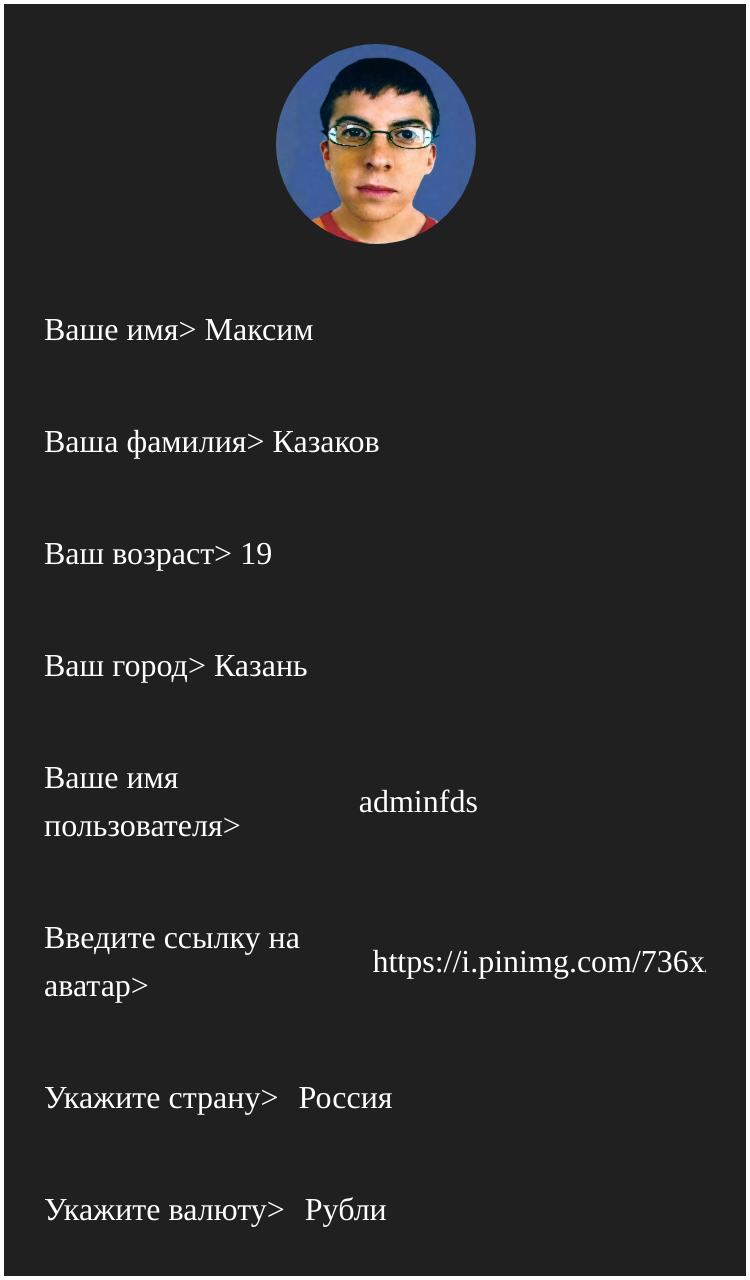 Ваше имя> Максим
Ваша фамилия> Казаков
Ваш возраст> 19
Ваш город> Казань
Ваше имя
пользователя> adminfds
Введите ссылку на
аватар> https://i.pinimg.com/736x
Укажите страну> Россия
Укажите валюту> Рубли